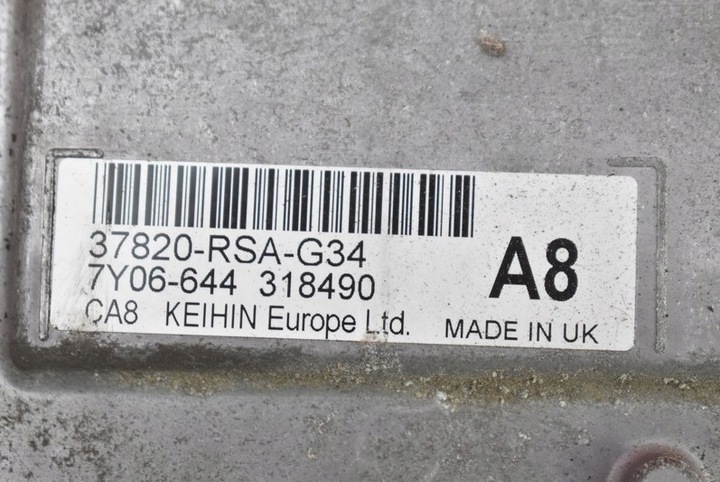 37820-RSA-G34
7Y06-644 318490
A8
CA8 KEIHIN Europe Ltd. MADE IN UK